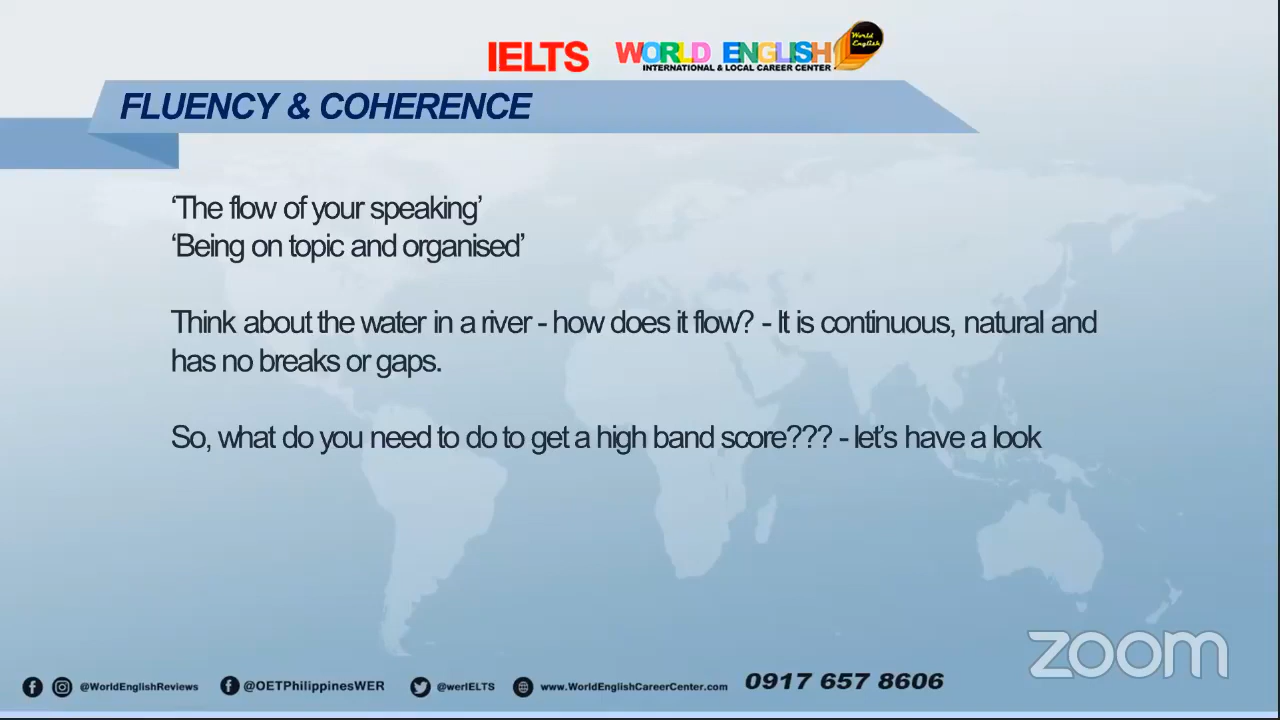 IELTS WORLD ENGLISH World English
INTERNATIONAL & LOCAL CAREER CENTER
FLUENCY & COHERENCE
‘The flow of your speaking’
‘Being on topic and organised’
Think about the water in a river - how does it flow? - It is continuous, natural and
has no breaks or gaps.
So, what do you need to do to get a high band score??? - let’s have a look
zoom
@WorldEnglishReviews @OETPhilippinesWER @werIELTS www.WorldEnglishCareerCenter.com 0917 657 8606